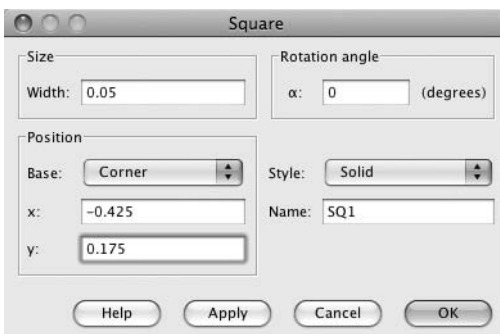 Square
Size
Width: 0.05
Rotation angle
α: 0 (degrees)
Position
Base: Corner
x: -0.425
y: 0.175
Style: Solid
Name: SQ1
Help Apply Cancel OK